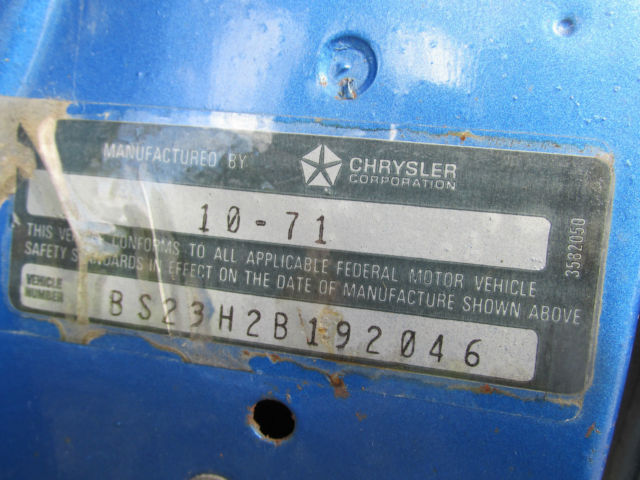 MANUFACTURED BY CHRYSLER
CORPORATION
10-71
THIS VEHICLE CONFORMS TO ALL APPLICABLE FEDERAL MOTOR VEHICLE
SAFETY STANDARDS IN EFFECT ON THE DATE OF MANUFACTURE SHOWN ABOVE
VEHICLE
NUMBER
BS23H2B192046
3582050